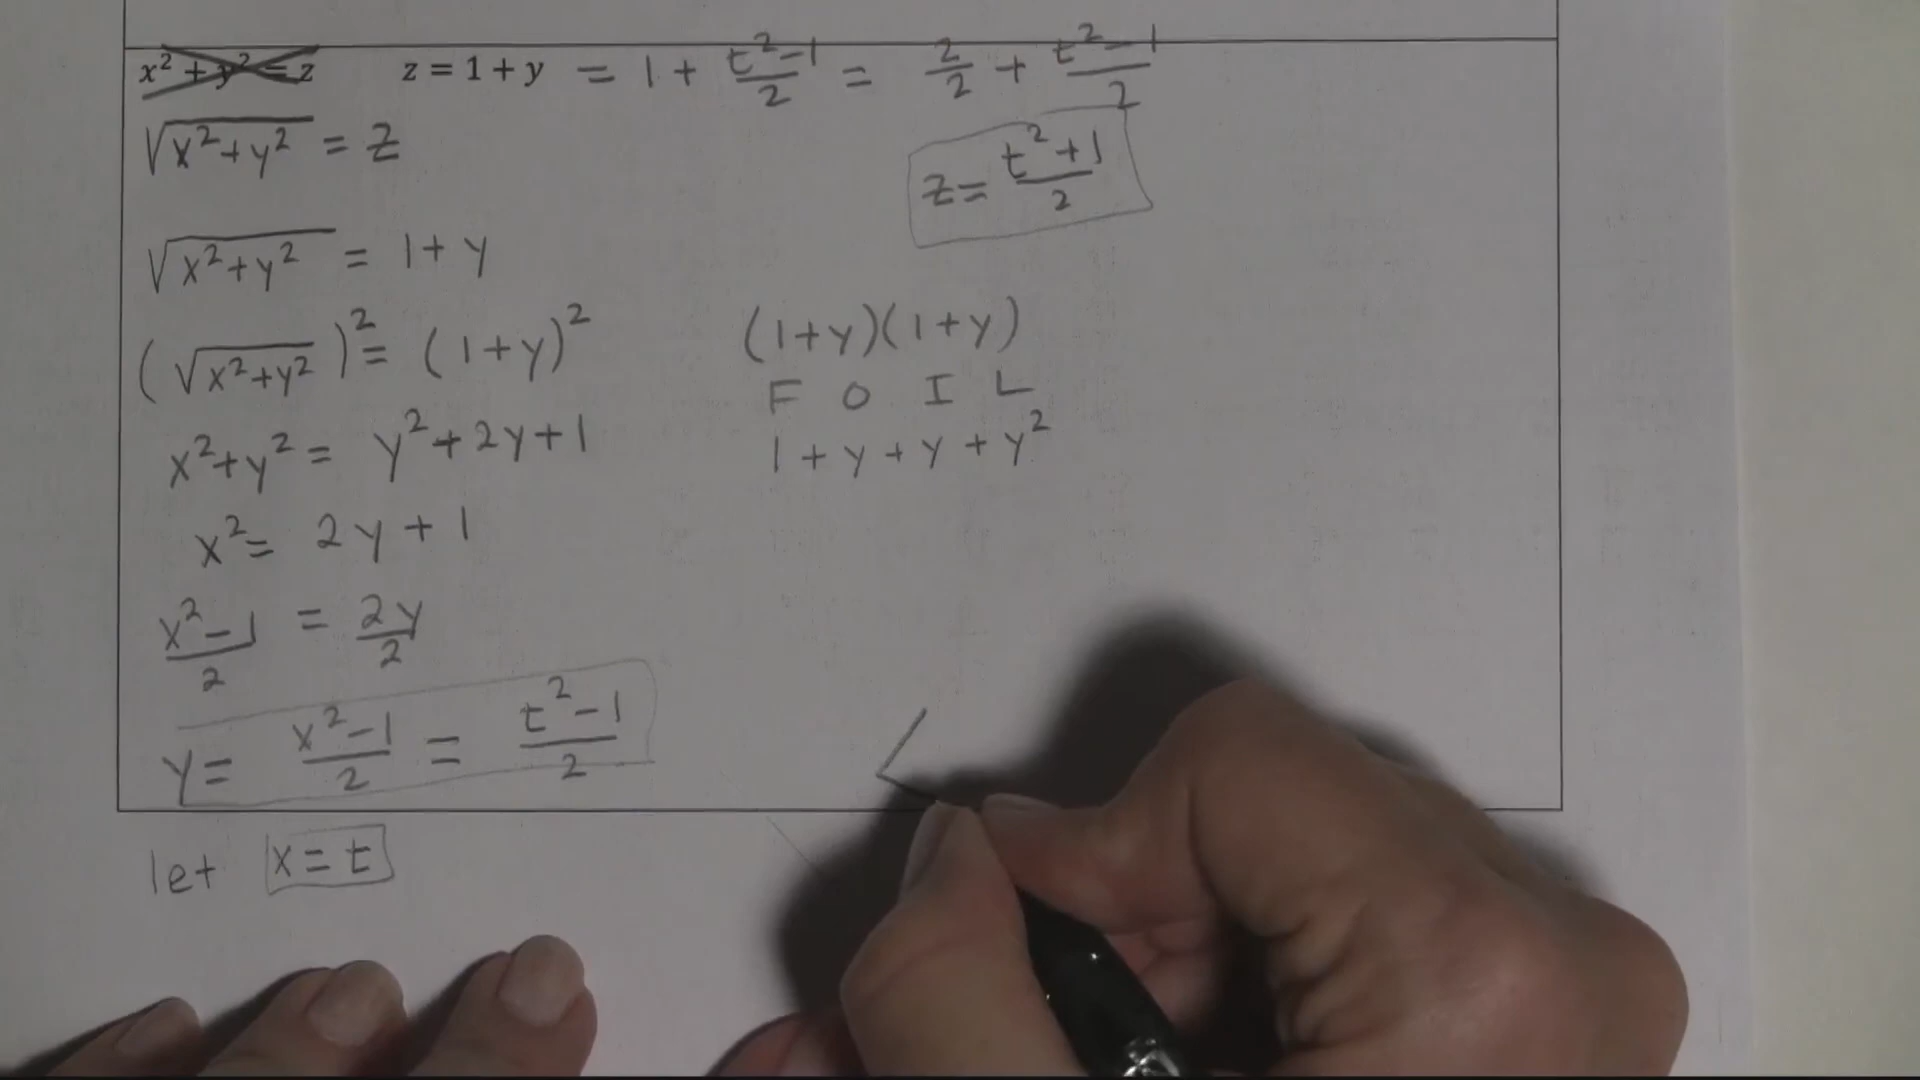 x² + y² = z z = 1 + y = 1 + t²-1/2 = 2/2 + t²-1/2
√x²+y² = z
z = t²+1/2
√x²+y² = 1 + y
(√x²+y²)² = (1+y)²
(1+y)(1+y)
F O I L
x²+y² = y²+2y+1
1 + y + y + y²
x² = 2y + 1
x²-1/2 = 2y/2
y = x²-1/2 = t²-1/2
let x = t